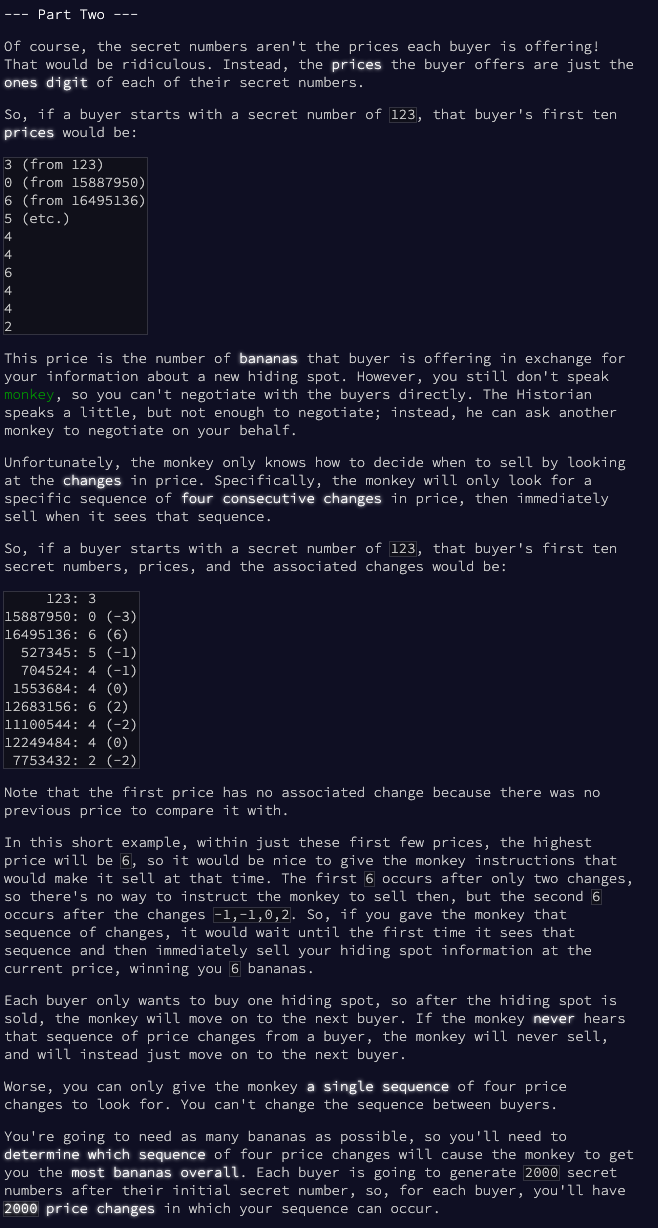 --- Part Two ---
Of course, the secret numbers aren't the prices each buyer is offering!
That would be ridiculous. Instead, the prices the buyer offers are just the
ones digit of each of their secret numbers.
So, if a buyer starts with a secret number of 123, that buyer's first ten
prices would be:
3 (from 123)
0 (from 15887950)
6 (from 16495136)
5 (etc.)
4
4
6
4
4
2
This price is the number of bananas that buyer is offering in exchange for
your information about a new hiding spot. However, you still don't speak
monkey, so you can't negotiate with the buyers directly. The Historian
speaks a little, but not enough to negotiate; instead, he can ask another
monkey to negotiate on your behalf.
Unfortunately, the monkey only knows how to decide when to sell by looking
at the changes in price. Specifically, the monkey will only look for a
specific sequence of four consecutive changes in price, then immediately
sell when it sees that sequence.
So, if a buyer starts with a secret number of 123, that buyer's first ten
secret numbers, prices, and the associated changes would be:
     123: 3
15887950: 0 (-3)
16495136: 6 (6)
  527345: 5 (-1)
  704524: 4 (-1)
 1553684: 4 (0)
12683156: 6 (2)
11100544: 4 (-2)
12249484: 4 (0)
 7753432: 2 (-2)
Note that the first price has no associated change because there was no
previous price to compare it with.
In this short example, within just these first few prices, the highest
price will be 6, so it would be nice to give the monkey instructions that
would make it sell at that time. The first 6 occurs after only two changes,
so there's no way to instruct the monkey to sell then, but the second 6
occurs after the changes -1,-1,0,2. So, if you gave the monkey that
sequence of changes, it would wait until the first time it sees that
sequence and then immediately sell your hiding spot information at the
current price, winning you 6 bananas.
Each buyer only wants to buy one hiding spot, so after the hiding spot is
sold, the monkey will move on to the next buyer. If the monkey never hears
that sequence of price changes from a buyer, the monkey will never sell,
and will instead just move on to the next buyer.
Worse, you can only give the monkey a single sequence of four price
changes to look for. You can't change the sequence between buyers.
You're going to need as many bananas as possible, so you'll need to
determine which sequence of four price changes will cause the monkey to get
you the most bananas overall. Each buyer is going to generate 2000 secret
numbers after their initial secret number, so, for each buyer, you'll have
2000 price changes in which your sequence can occur.